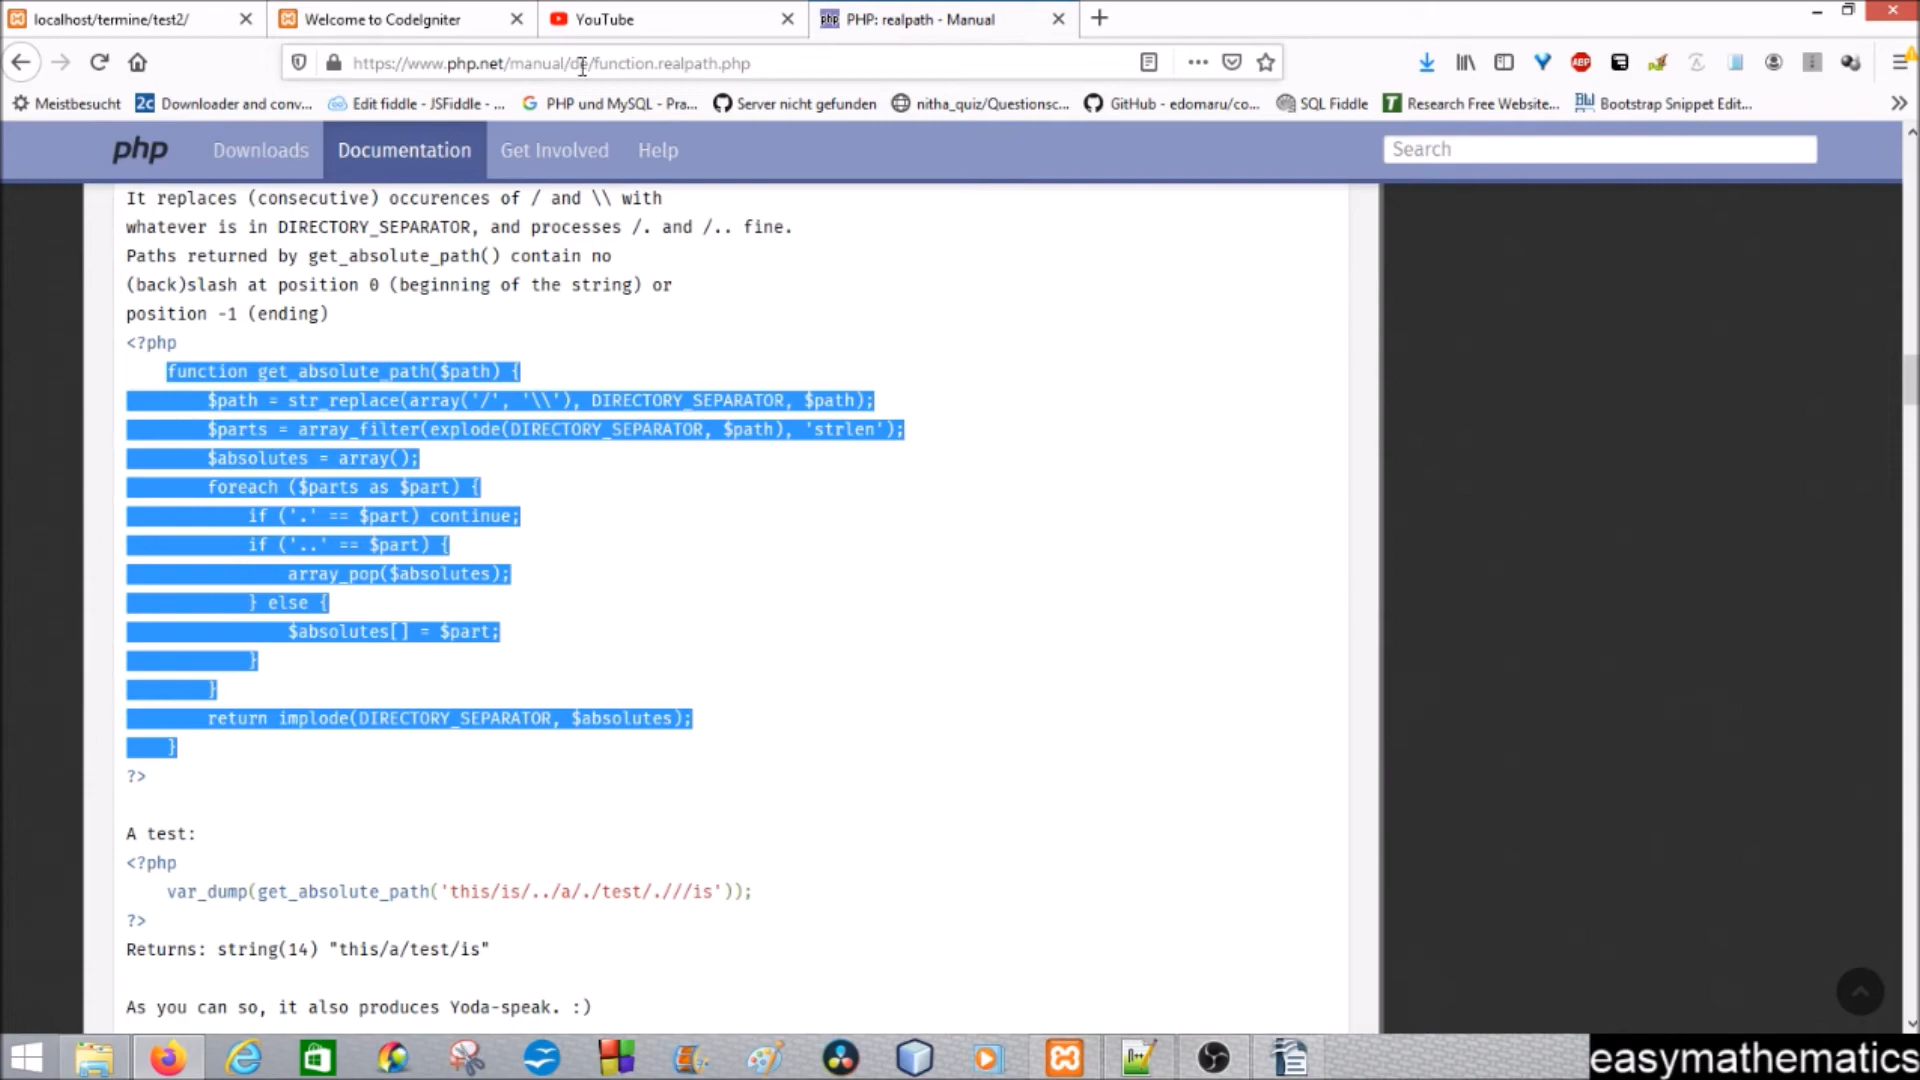 localhost/termine/test2/
Welcome to CodeIgniter
YouTube
php PHP: realpath - Manual
https://www.php.net/manual/de/function.realpath.php
ABP
Meistbesucht
2c Downloader and conv...
Edit fiddle - JSFiddle - ...
G PHP und MySQL - Pra...
Server nicht gefunden
nitha_quiz/Questionsc...
GitHub - edomaru/co...
SQL Fiddle
T Research Free Website...
Bootstrap Snippet Edit...
php
Downloads
Documentation
Get Involved
Help
Search
It replaces (consecutive) occurences of / and \\ with
whatever is in DIRECTORY_SEPARATOR, and processes /. and /.. fine.
Paths returned by get_absolute_path() contain no
(back)slash at position 0 (beginning of the string) or
position -1 (ending)
<?php
function get_absolute_path($path) {
$path = str_replace(array('/', '\\'), DIRECTORY_SEPARATOR, $path);
$parts = array_filter(explode(DIRECTORY_SEPARATOR, $path), 'strlen');
$absolutes = array();
foreach ($parts as $part) {
if ('.' == $part) continue;
if ('..' == $part) {
array_pop($absolutes);
} else {
$absolutes[] = $part;
}
}
return implode(DIRECTORY_SEPARATOR, $absolutes);
}
?>
A test:
<?php
var_dump(get_absolute_path('this/is/../a/./test/.///is'));
?>
Returns: string(14) "this/a/test/is"
As you can so, it also produces Yoda-speak. :)
easymathematics